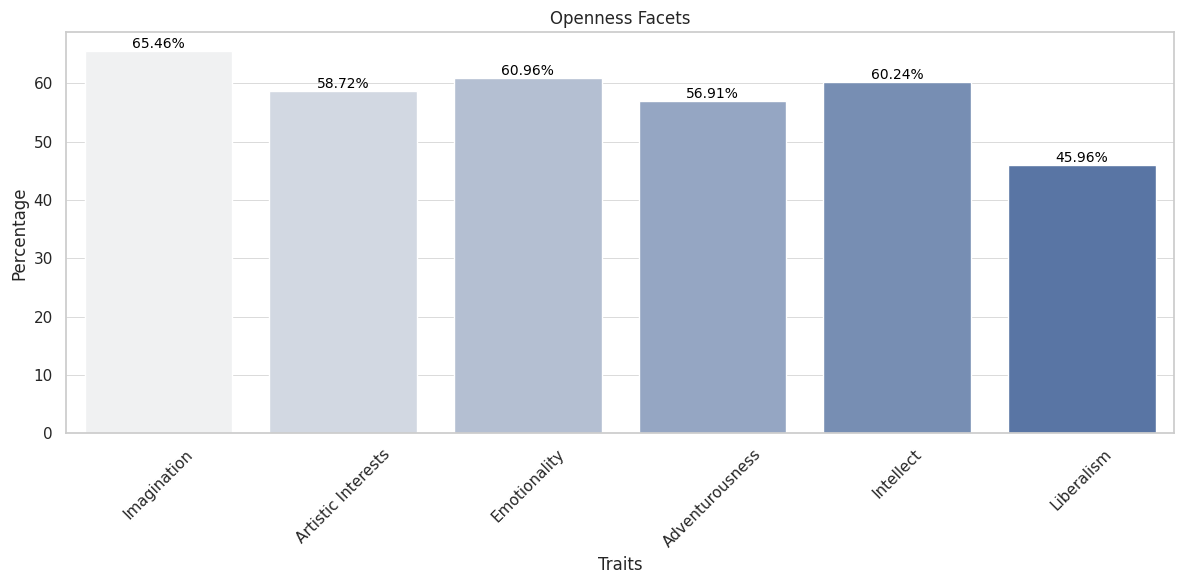 Openness Facets
65.46%
58.72%
60.96%
56.91%
60.24%
45.96%
Percentage
60
50
40
30
20
10
0
Imagination
Artistic Interests
Emotionality
Adventurousness
Intellect
Liberalism
Traits